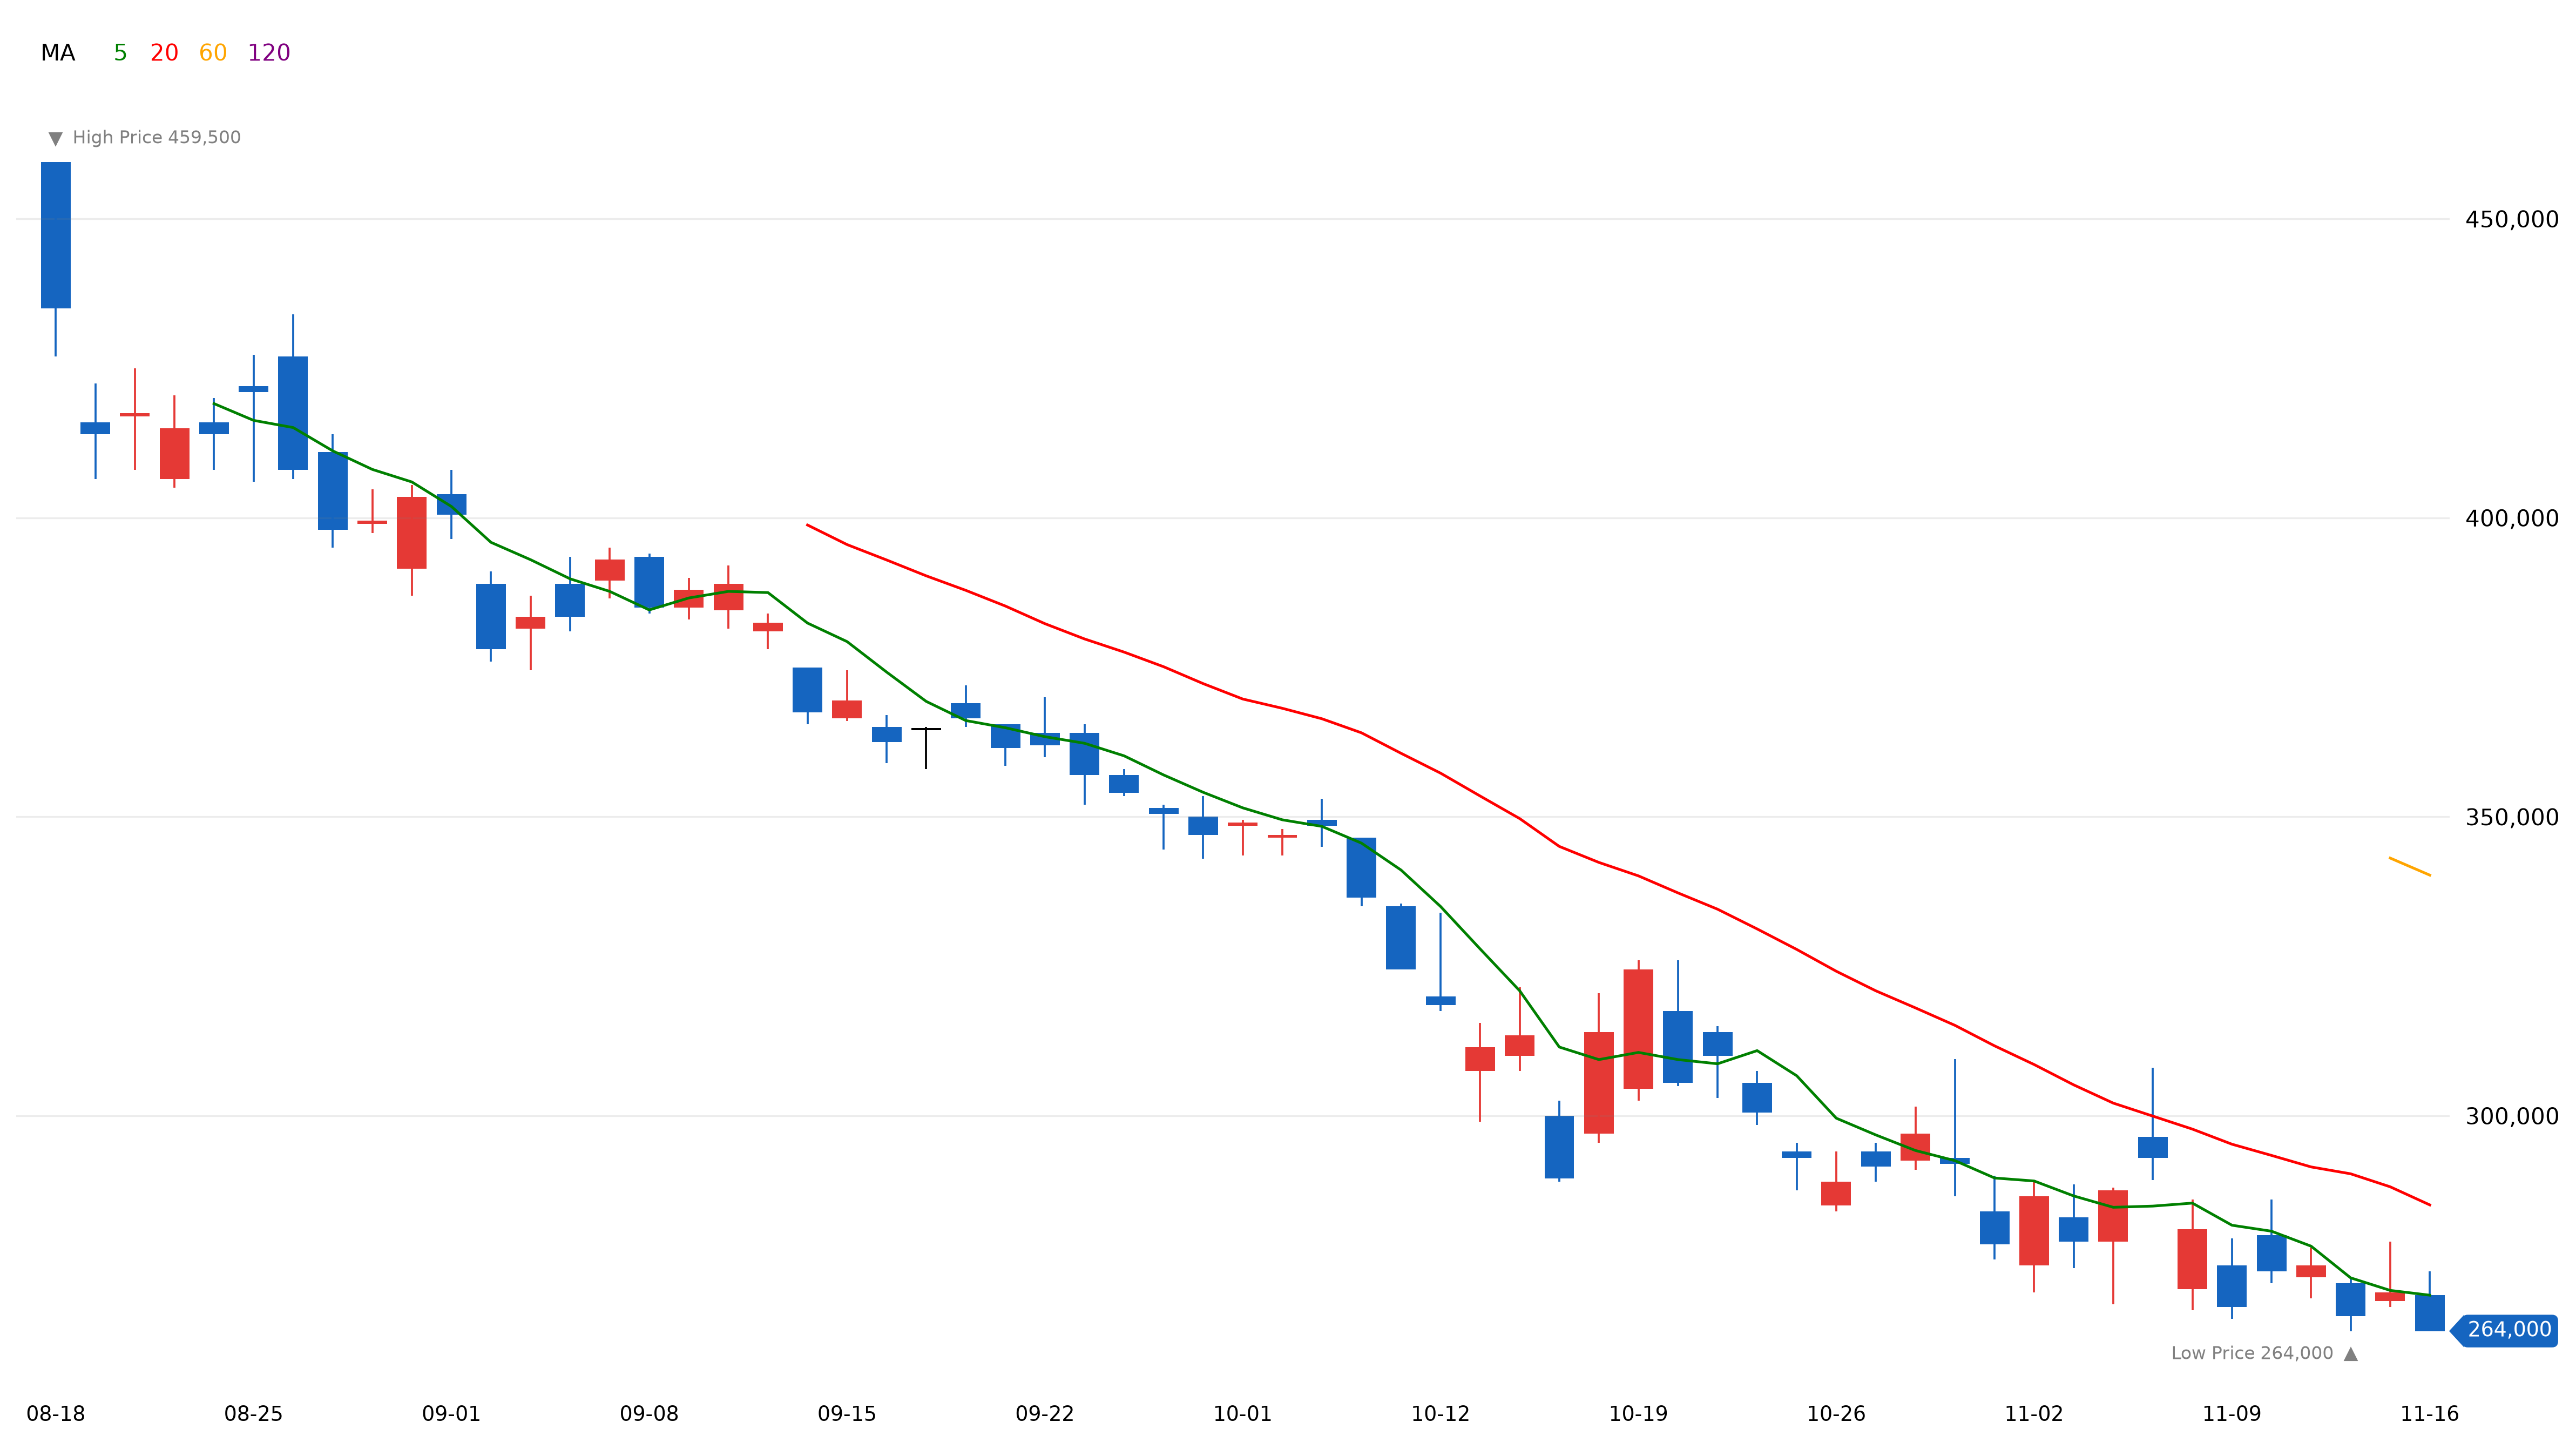 MA 5 20 60 120
▼ High Price 459,500
450,000
400,000
350,000
300,000
264,000
Low Price 264,000 ▲
08-18 08-25 09-01 09-08 09-15 09-22 10-01 10-12 10-19 10-26 11-02 11-09 11-16